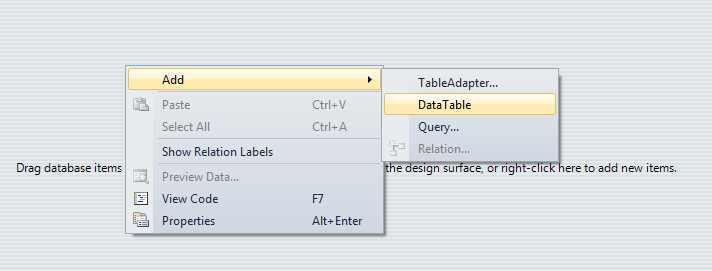 Add
TableAdapter...
DataTable
Query...
Relation...
Paste Ctrl+V
Select All Ctrl+A
Show Relation Labels
Drag database items the design surface, or right-click here to add new items.
Preview Data...
View Code F7
Properties Alt+Enter